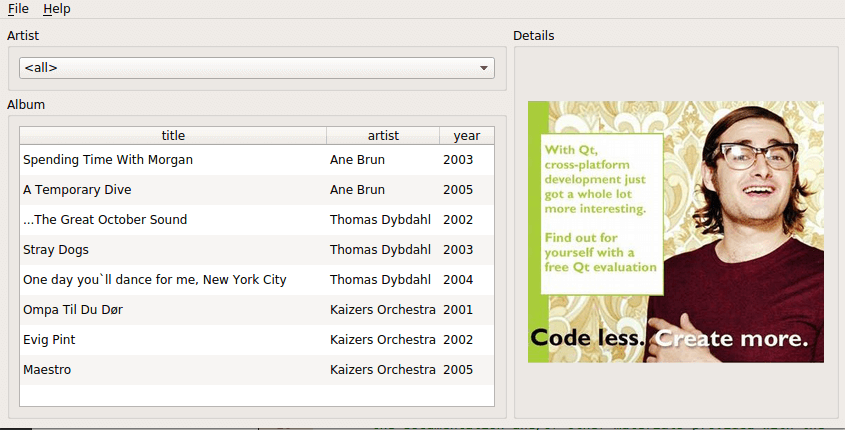 File Help
Artist
<all>
Album
title artist year
Spending Time With Morgan Ane Brun 2003
A Temporary Dive Ane Brun 2005
...The Great October Sound Thomas Dybdahl 2002
Stray Dogs Thomas Dybdahl 2003
One day you`ll dance for me, New York City Thomas Dybdahl 2004
Ompa Til Du Dør Kaizers Orchestra 2001
Evig Pint Kaizers Orchestra 2002
Maestro Kaizers Orchestra 2005
Details
With Qt,
cross-platform
development just
got a whole lot
more interesting.
Find out for
yourself with a
free Qt evaluation
Code less. Create more.